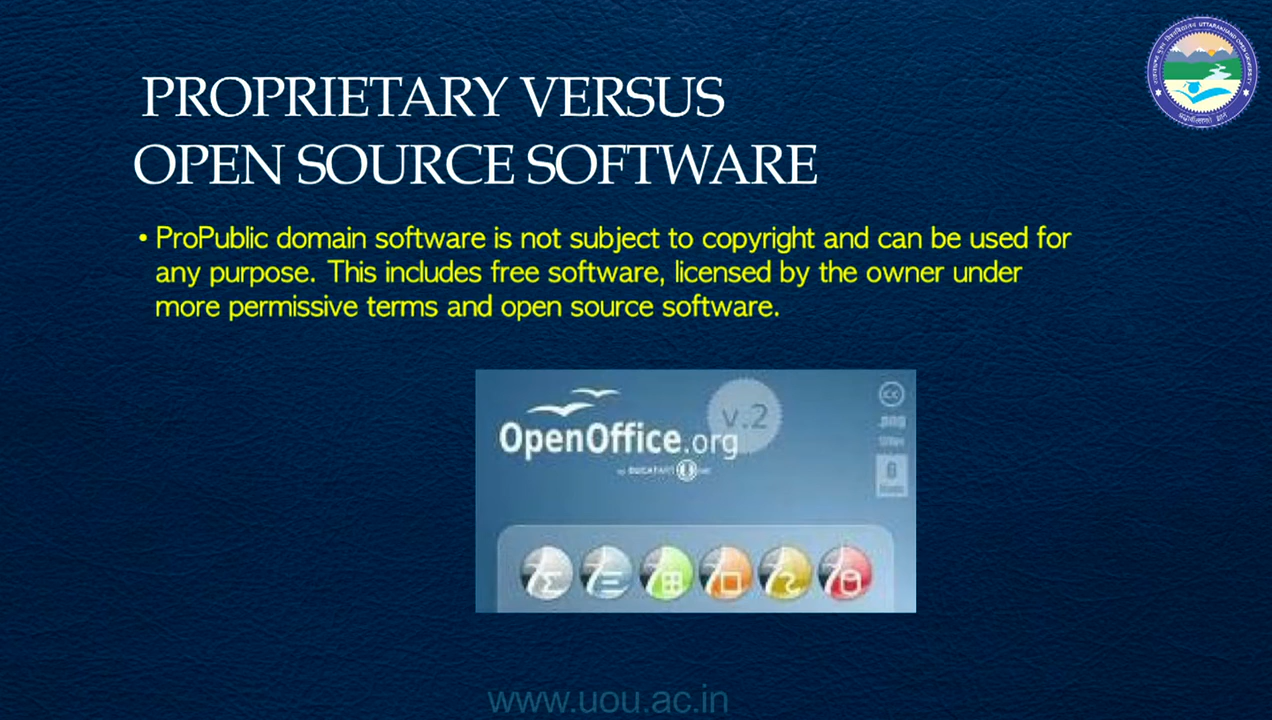 PROPRIETARY VERSUS
OPEN SOURCE SOFTWARE
• ProPublic domain software is not subject to copyright and can be used for
any purpose. This includes free software, licensed by the owner under
more permissive terms and open source software.
v.2
OpenOffice.org
cc
www.uou.ac.in